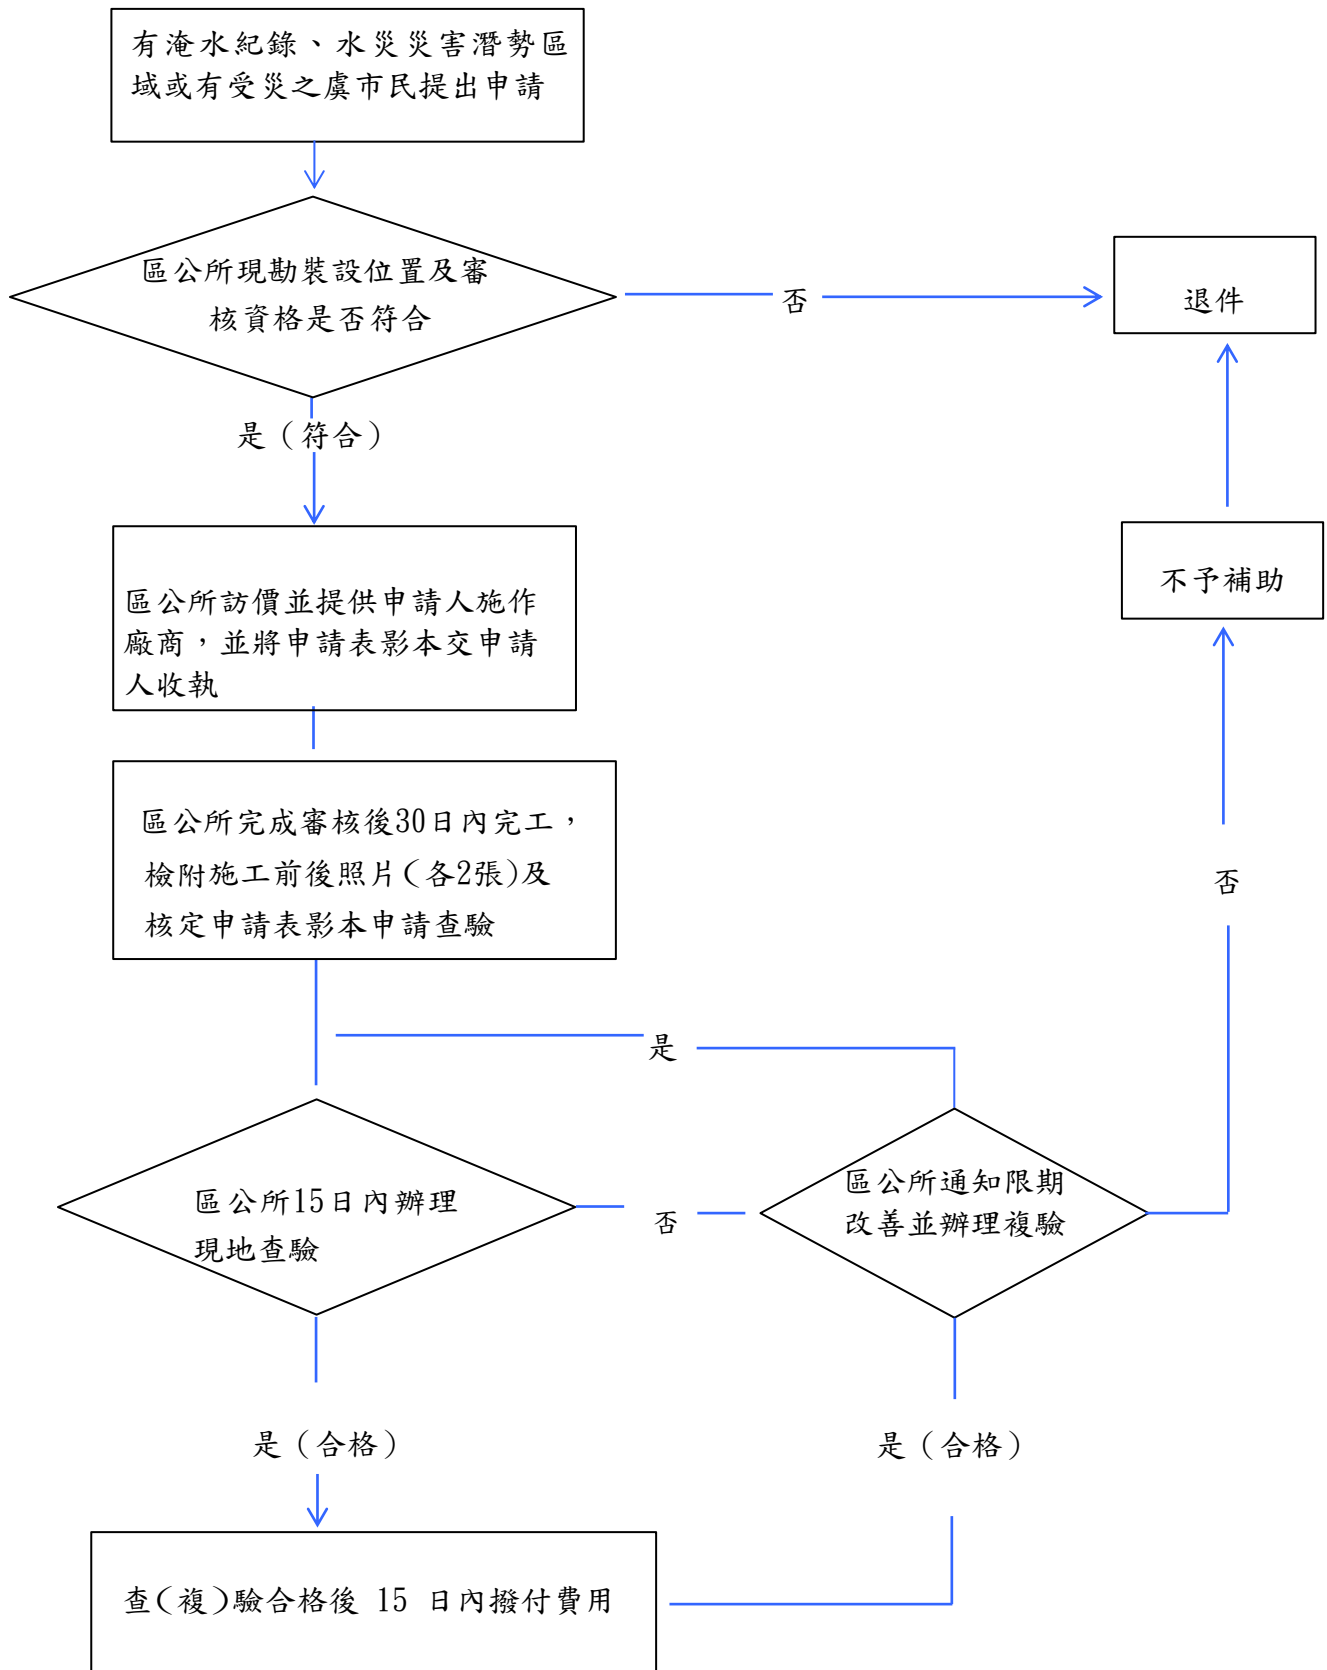 有淹水紀錄、水災災害潛勢區
域或有受災之虞市民提出申請
區公所現勘裝設位置及審
核資格是否符合
否
退件
是（符合）
區公所訪價並提供申請人施作
廠商，並將申請表影本交申請
人收執
不予補助
區公所完成審核後30日內完工，
檢附施工前後照片(各2張)及
核定申請表影本申請查驗
否
是
區公所15日內辦理
現地查驗
否
區公所通知限期
改善並辦理複驗
是（合格）
是（合格）
查(複)驗合格後 15 日內撥付費用